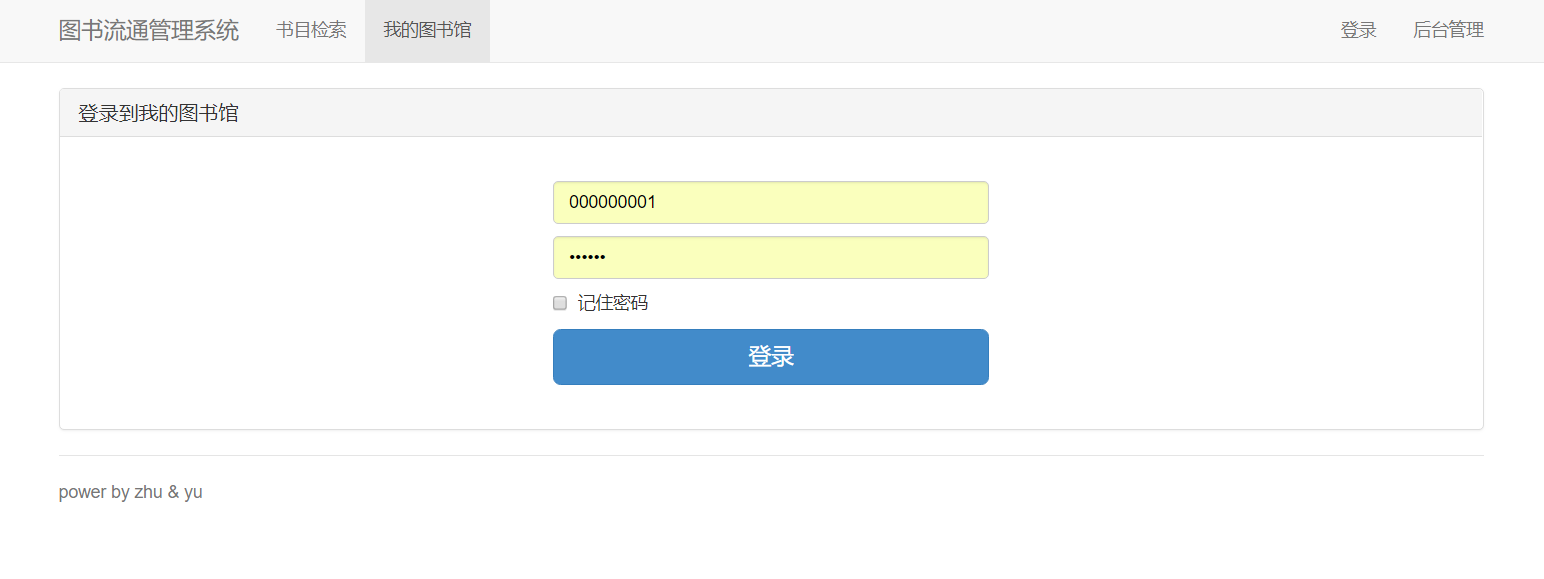 图书流通管理系统 书目检索 我的图书馆 登录 后台管理
登录到我的图书馆
000000001
••••••
记住密码
登录
power by zhu & yu